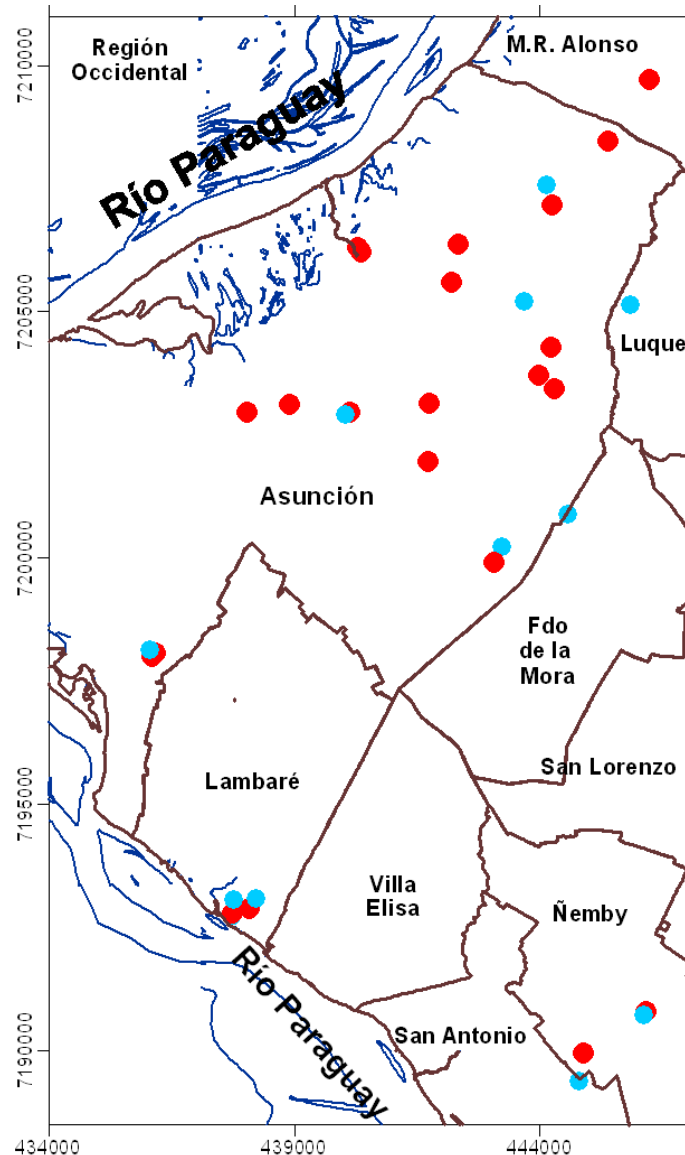 Región
Occidental
M.R. Alonso
7210000
Río Paraguay
7205000
Luque
Asunción
7200000
Fdo
de la
Mora
San Lorenzo
Lambaré
7195000
Villa
Elisa
Ñemby
Río Paraguay
San Antonio
7190000
434000
439000
444000